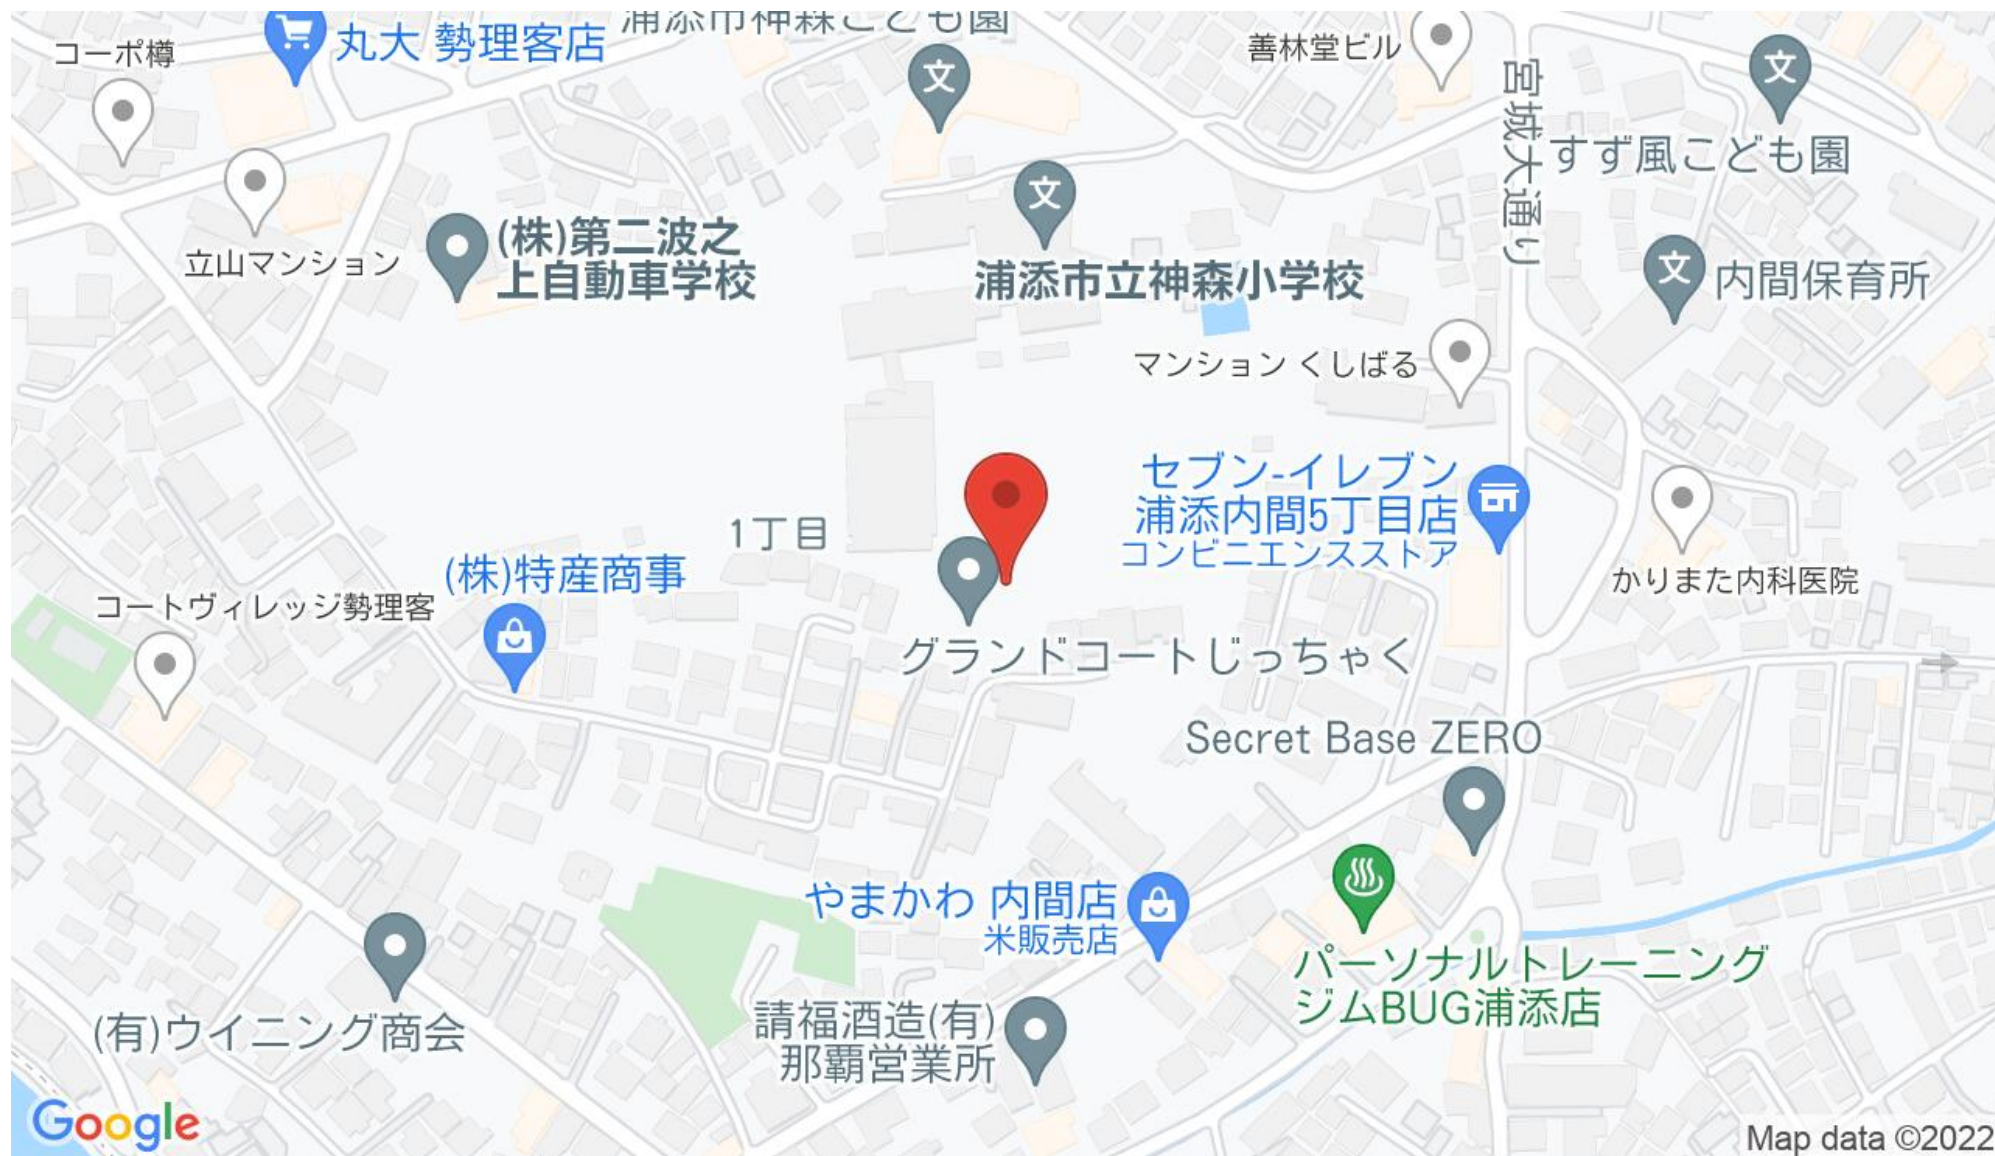 浦添市神森こども園
丸大 勢理客店
コーポ樽
善林堂ビル
宮城大通り
すず風こども園
立山マンション
(株)第二波之
上自動車学校
浦添市立神森小学校
内間保育所
マンション くしばる
セブン-イレブン
浦添内間5丁目店
コンビニエンスストア
1丁目
(株)特産商事
かりまた内科医院
コートヴィレッジ勢理客
グランドコートじっちゃく
Secret Base ZERO
やまかわ 内間店
米販売店
パーソナルトレーニング
ジムBUG浦添店
(有)ウイニング商会
請福酒造(有)
那覇営業所
Google
Map data ©2022